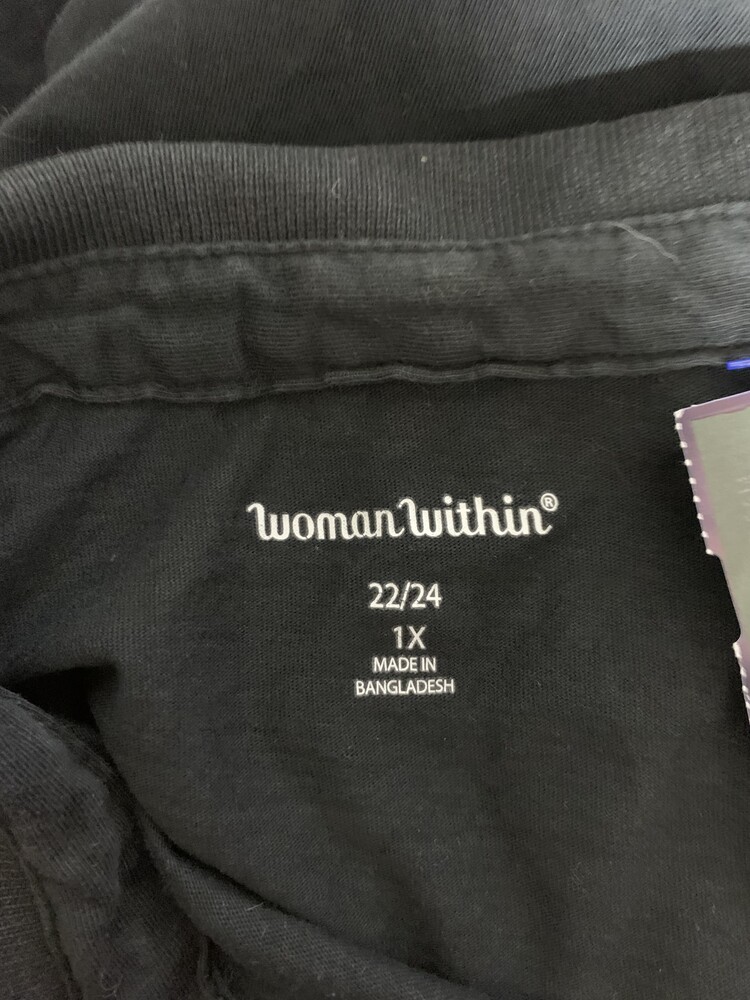 Woman Within®
22/24
1X
MADE IN
BANGLADESH